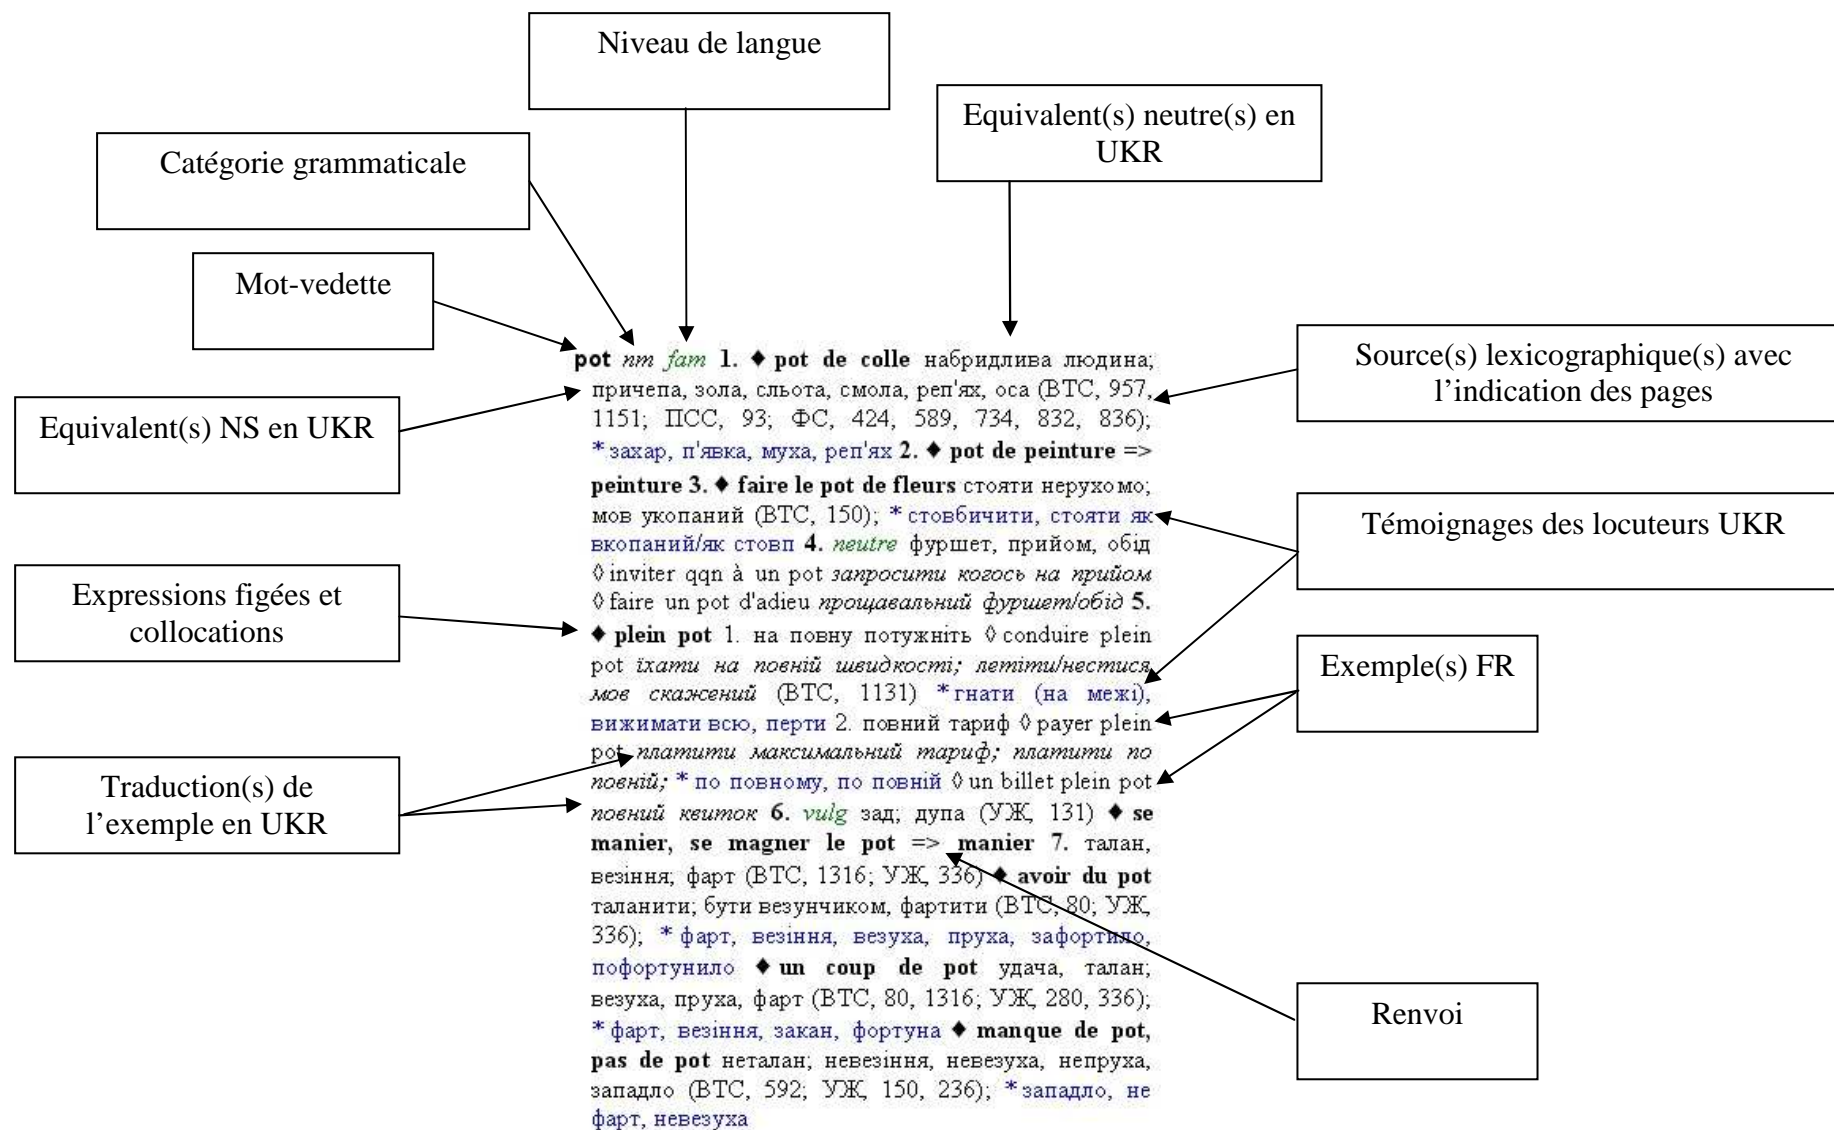 Niveau de langue
Equivalent(s) neutre(s) en
UKR
Catégorie grammaticale
Mot-vedette
Equivalent(s) NS en UKR
Expressions figées et
collocations
Traduction(s) de
l’exemple en UKR
pot nm fam 1. ♦ pot de colle набридлива людина;
причепа, зола, сльота, смола, реп'ях, оса (ВТС, 957,
1151; ПСС, 93; ФС, 424, 589, 734, 832, 836);
* захар, п'явка, муха, реп'ях 2. ♦ pot de peinture =>
peinture 3. ♦ faire le pot de fleurs стояти нерухомо;
мов укопаний (ВТС, 150); * стовбичити, стояти як
вкопаний/як стовп 4. neutre фуршет, прийом, обід
◊ inviter qqn à un pot запросити когось на прийом
◊ faire un pot d'adieu прощавальний фуршет/обід 5.
♦ plein pot 1. на повну потужніть ◊ conduire plein
pot їхати на повній швидкості; летіти/нестися
мов скажений (ВТС, 1131) * гнати (на межі),
вижимати всю, перти 2. повний тариф ◊ payer plein
pot платити максимальний тариф; платити по
повній; * по повному, по повній ◊ un billet plein pot
повний квиток 6. vulg зад; дупа (УЖ, 131) ♦ se
manier, se magner le pot => manier 7. талан,
везіння; фарт (ВТС, 1316; УЖ, 336) ♦ avoir du pot
таланити; бути везунчиком, фартити (ВТС, 80; УЖ,
336); * фарт, везіння, везуха, пруха, зафортило,
пофортунило ♦ un coup de pot удача, талан;
везуха, пруха, фарт (ВТС, 80, 1316; УЖ, 280, 336);
* фарт, везіння, закан, фортуна ♦ manque de pot,
pas de pot неталан; невезіння, невезуха, непруха,
западло (ВТС, 592; УЖ, 150, 236); * западло, не
фарт, невезуха
Source(s) lexicographique(s) avec
l’indication des pages
Témoignages des locuteurs UKR
Exemple(s) FR
Renvoi